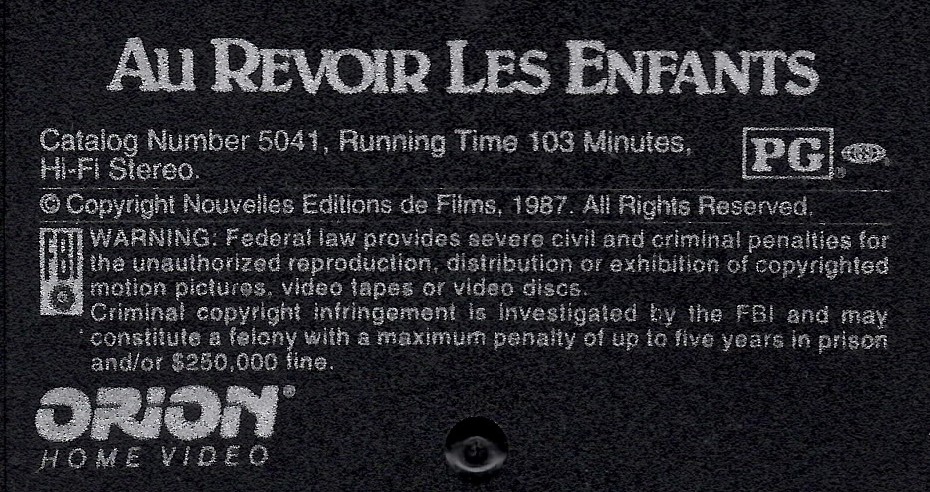 AU REVOIR LES ENFANTS
Catalog Number 5041, Running Time 103 Minutes,
Hi-Fi Stereo.
PG ®
© Copyright Nouvelles Editions de Films, 1987. All Rights Reserved.
FBI
WARNING: Federal law provides severe civil and criminal penalties for
the unauthorized reproduction, distribution or exhibition of copyrighted
motion pictures, video tapes or video discs.
Criminal copyright infringement is investigated by the FBI and may
constitute a felony with a maximum penalty of up to five years in prison
and/or $250,000 fine.
ORION®
HOME VIDEO